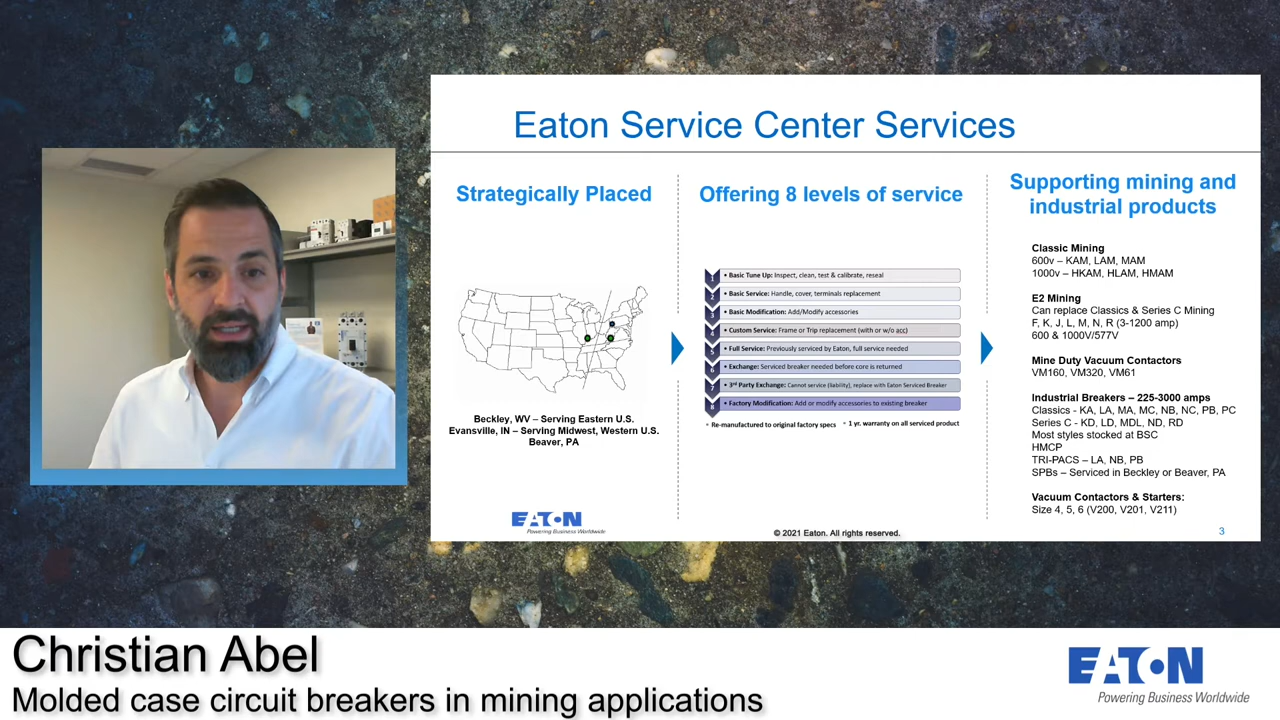 Eaton Service Center Services
Strategically Placed
Beckley, WV – Serving Eastern U.S.
Evansville, IN – Serving Midwest, Western U.S.
Beaver, PA
Offering 8 levels of service
1 • Basic Tune Up: Inspect, clean, test & calibrate, reseal
2 • Basic Service: Handle, cover, terminals replacement
3 • Basic Modification: Add/Modify accessories
4 • Custom Service: Frame or Trip replacement (with or w/o acc)
5 • Full Service: Previously serviced by Eaton, full service needed
6 • Exchange: Serviced breaker needed before core is returned
7 • 3rd Party Exchange: Cannot service (liability), replace with Eaton Serviced Breaker
8 • Factory Modification: Add or modify accessories to existing breaker
• Re-manufactured to original factory specs • 1 yr. warranty on all serviced product
Supporting mining and
industrial products
Classic Mining
600v – KAM, LAM, MAM
1000v – HKAM, HLAM, HMAM
E2 Mining
Can replace Classics & Series C Mining
F, K, J, L, M, N, R (3-1200 amp)
600 & 1000V/577V
Mine Duty Vacuum Contactors
VM160, VM320, VM61
Industrial Breakers – 225-3000 amps
Classics - KA, LA, MA, MC, NB, NC, PB, PC
Series C - KD, LD, MDL, ND, RD
Most styles stocked at BSC
HMCP
TRI-PACS – LA, NB, PB
SPBs – Serviced in Beckley or Beaver, PA
Vacuum Contactors & Starters:
Size 4, 5, 6 (V200, V201, V211)
EATON
Powering Business Worldwide
© 2021 Eaton. All rights reserved.
3
Christian Abel
Molded case circuit breakers in mining applications
EATON
Powering Business Worldwide